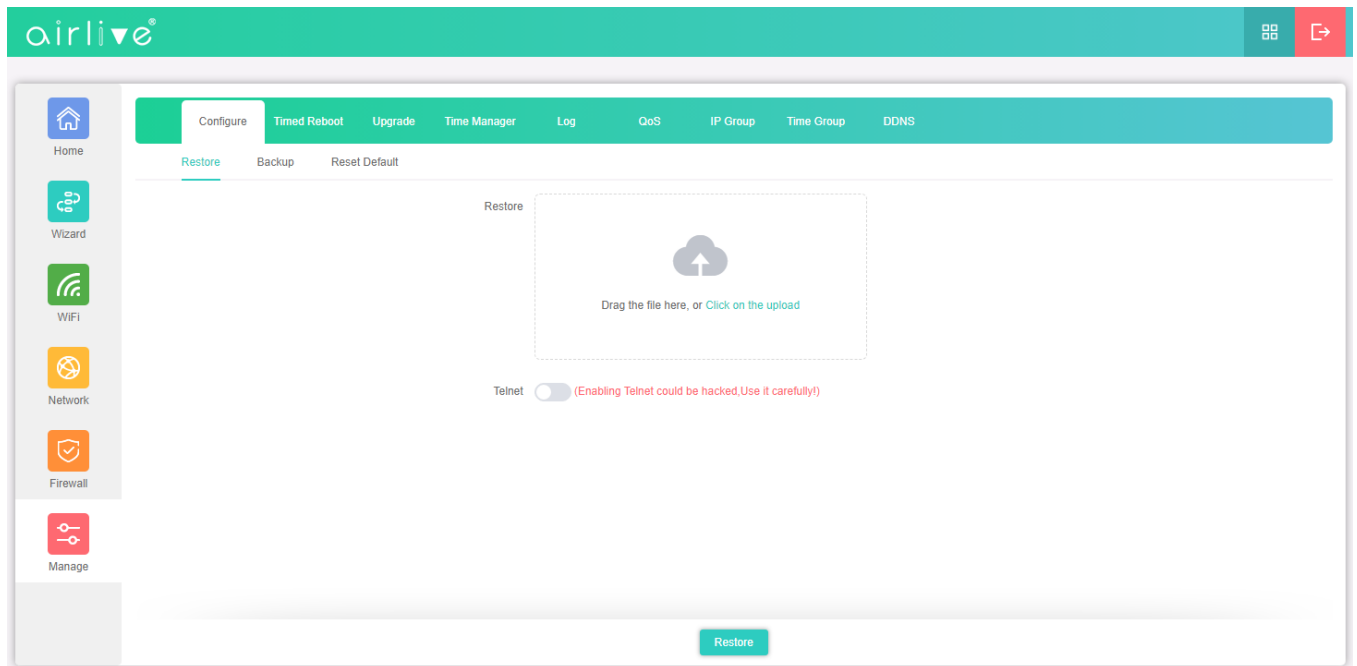 airlive®
Home
Wizard
WiFi
Network
Firewall
Manage
Configure Timed Reboot Upgrade Time Manager Log QoS IP Group Time Group DDNS
Restore Backup Reset Default
Restore
Drag the file here, or Click on the upload
Telnet (Enabling Telnet could be hacked,Use it carefully!)
Restore